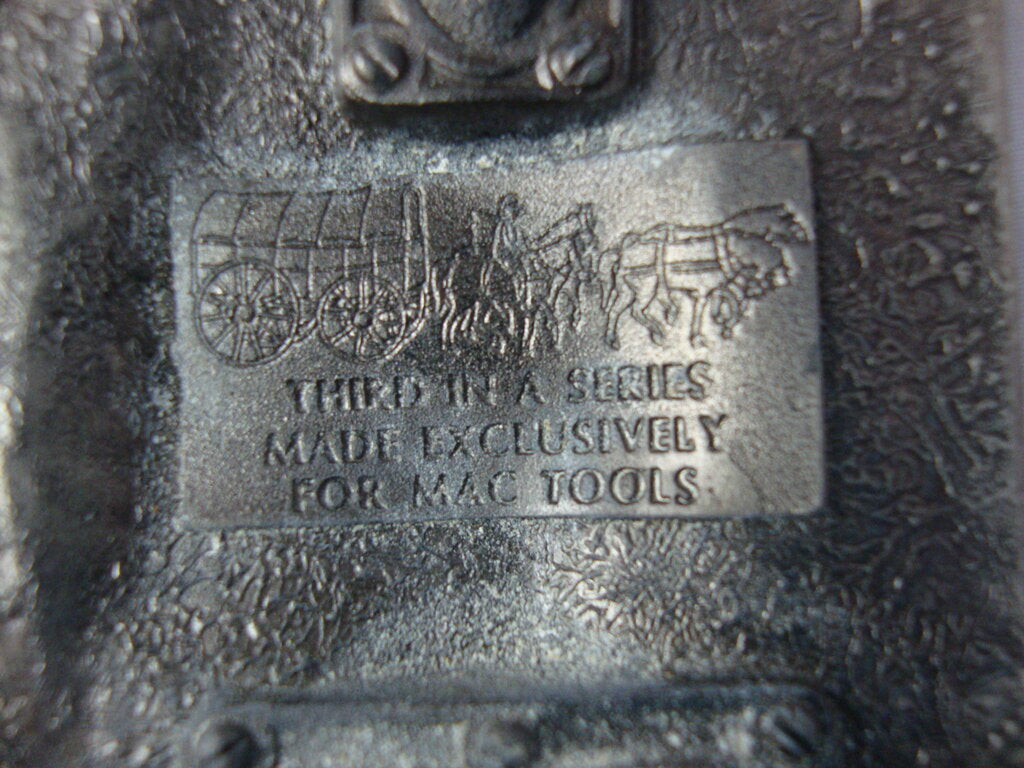 THIRD IN A SERIES
MADE EXCLUSIVELY
FOR MAC TOOLS